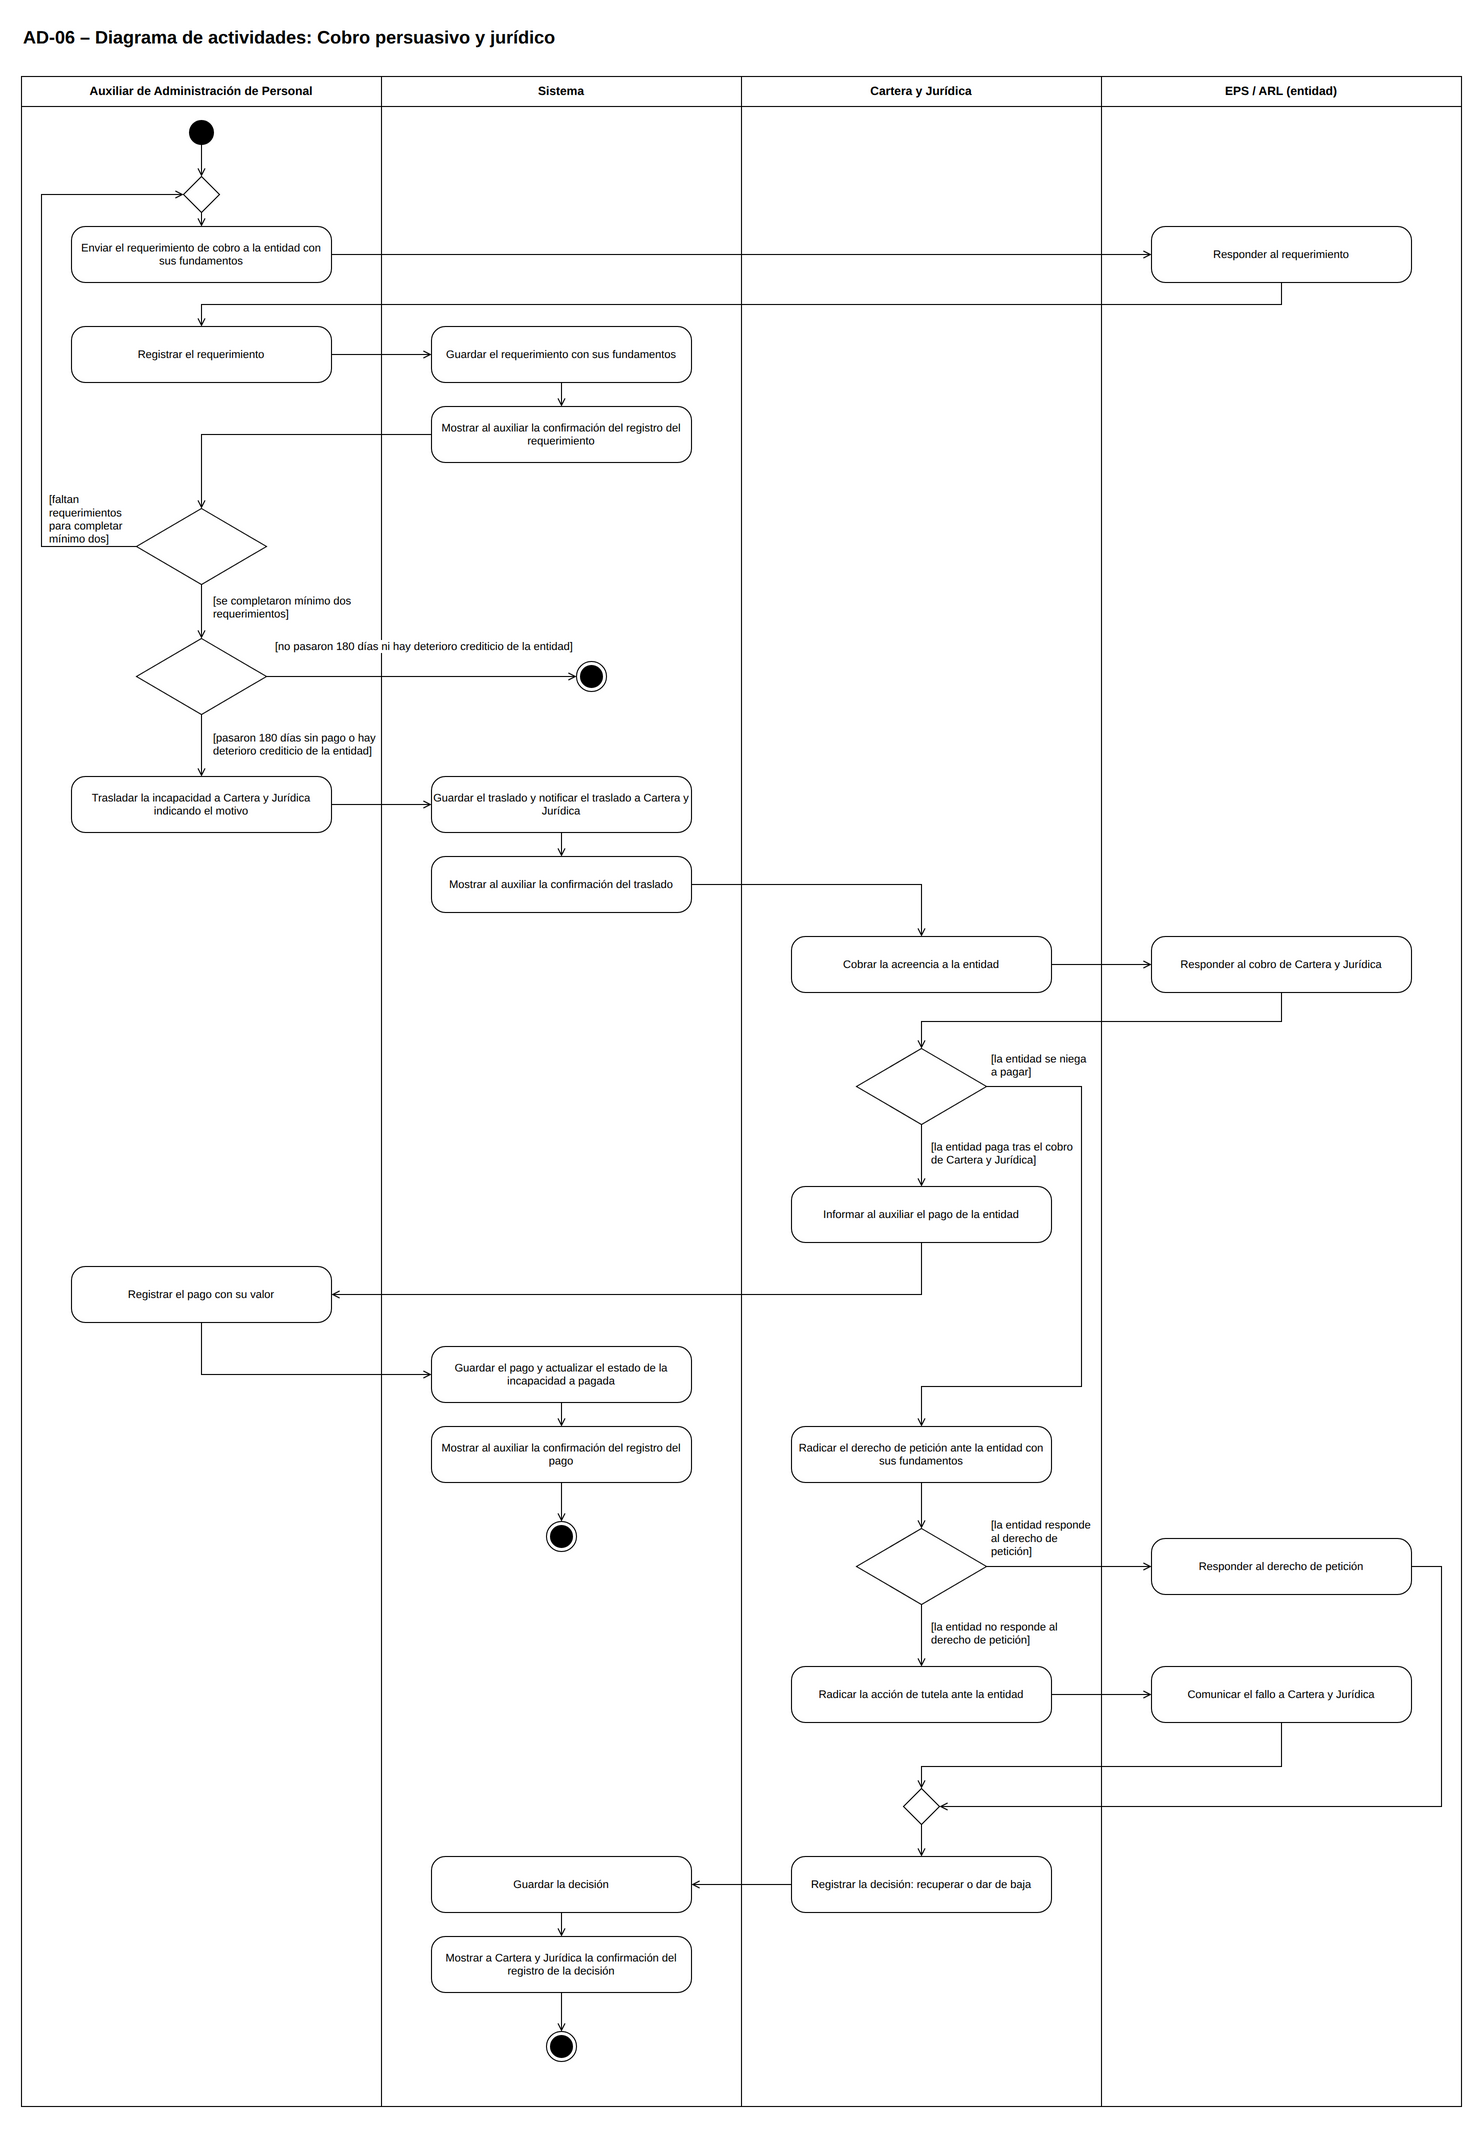 AD-06 – Diagrama de actividades: Cobro persuasivo y jurídico
Auxiliar de Administración de Personal
Sistema
Cartera y Jurídica
EPS / ARL (entidad)
Enviar el requerimiento de cobro a la entidad con
sus fundamentos
Responder al requerimiento
Registrar el requerimiento
Guardar el requerimiento con sus fundamentos
Mostrar al auxiliar la confirmación del registro del
requerimiento
[faltan
requerimientos
para completar
mínimo dos]
[se completaron mínimo dos
requerimientos]
[no pasaron 180 días ni hay deterioro crediticio de la entidad]
[pasaron 180 días sin pago o hay
deterioro crediticio de la entidad]
Trasladar la incapacidad a Cartera y Jurídica
indicando el motivo
Guardar el traslado y notificar el traslado a Cartera y
Jurídica
Mostrar al auxiliar la confirmación del traslado
Cobrar la acreencia a la entidad
Responder al cobro de Cartera y Jurídica
[la entidad se niega
a pagar]
[la entidad paga tras el cobro
de Cartera y Jurídica]
Informar al auxiliar el pago de la entidad
Registrar el pago con su valor
Guardar el pago y actualizar el estado de la
incapacidad a pagada
Mostrar al auxiliar la confirmación del registro del
pago
Radicar el derecho de petición ante la entidad con
sus fundamentos
[la entidad responde
al derecho de
petición]
Responder al derecho de petición
[la entidad no responde al
derecho de petición]
Radicar la acción de tutela ante la entidad
Comunicar el fallo a Cartera y Jurídica
Guardar la decisión
Registrar la decisión: recuperar o dar de baja
Mostrar a Cartera y Jurídica la confirmación del
registro de la decisión